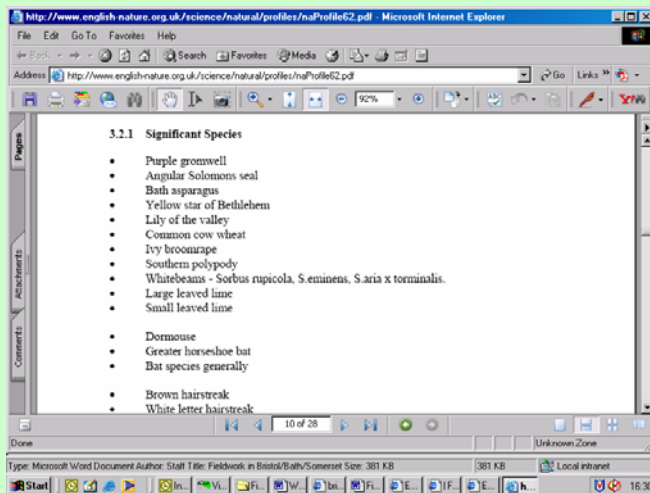 http://www.english-nature.org.uk/science/natural/profiles/naProfile62.pdf - Microsoft Internet Explorer
File Edit Go To Favorites Help
Back Search Favorites Media
Address http://www.english-nature.org.uk/science/natural/profiles/naProfile62.pdf Go Links »
92%
Pages
Attachments
Comments
3.2.1 Significant Species
• Purple gromwell
• Angular Solomons seal
• Bath asparagus
• Yellow star of Bethlehem
• Lily of the valley
• Common cow wheat
• Ivy broomrape
• Southern polypody
• Whitebeams - Sorbus rupicola, S.eminens, S.aria x torminalis.
• Large leaved lime
• Small leaved lime
• Dormouse
• Greater horseshoe bat
• Bat species generally
• Brown hairstreak
• White letter hairstreak
10 of 28
Done Unknown Zone
Type: Microsoft Word Document Author: Staff Title: Fieldwork in Bristol/Bath/Somerset Size: 381 KB 381 KB Local intranet
Start In... Vi... Fi... W... bri... Fi... E... F... E... h... 16:30